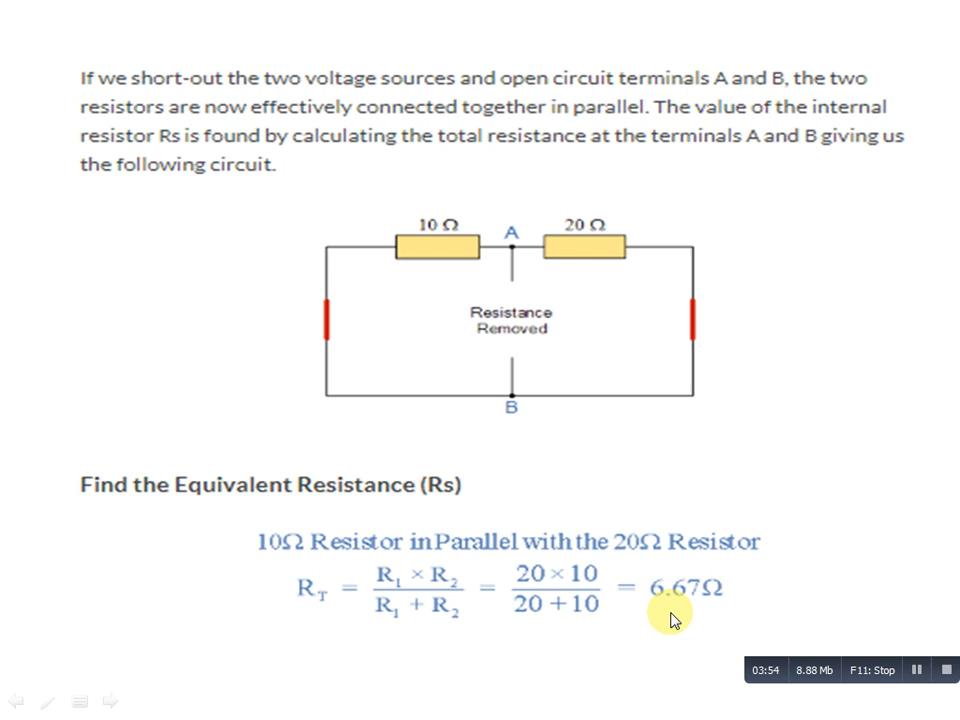 If we short-out the two voltage sources and open circuit terminals A and B, the two
resistors are now effectively connected together in parallel. The value of the internal
resistor Rs is found by calculating the total resistance at the terminals A and B giving us
the following circuit.
10 Ω
A
20 Ω
Resistance
Removed
B
Find the Equivalent Resistance (Rs)
10Ω Resistor in Parallel with the 20Ω Resistor
R_T = (R₁ × R₂)/(R₁ + R₂) = (20 × 10)/(20 + 10) = 6.67Ω
03:54 8.88 Mb F11: Stop